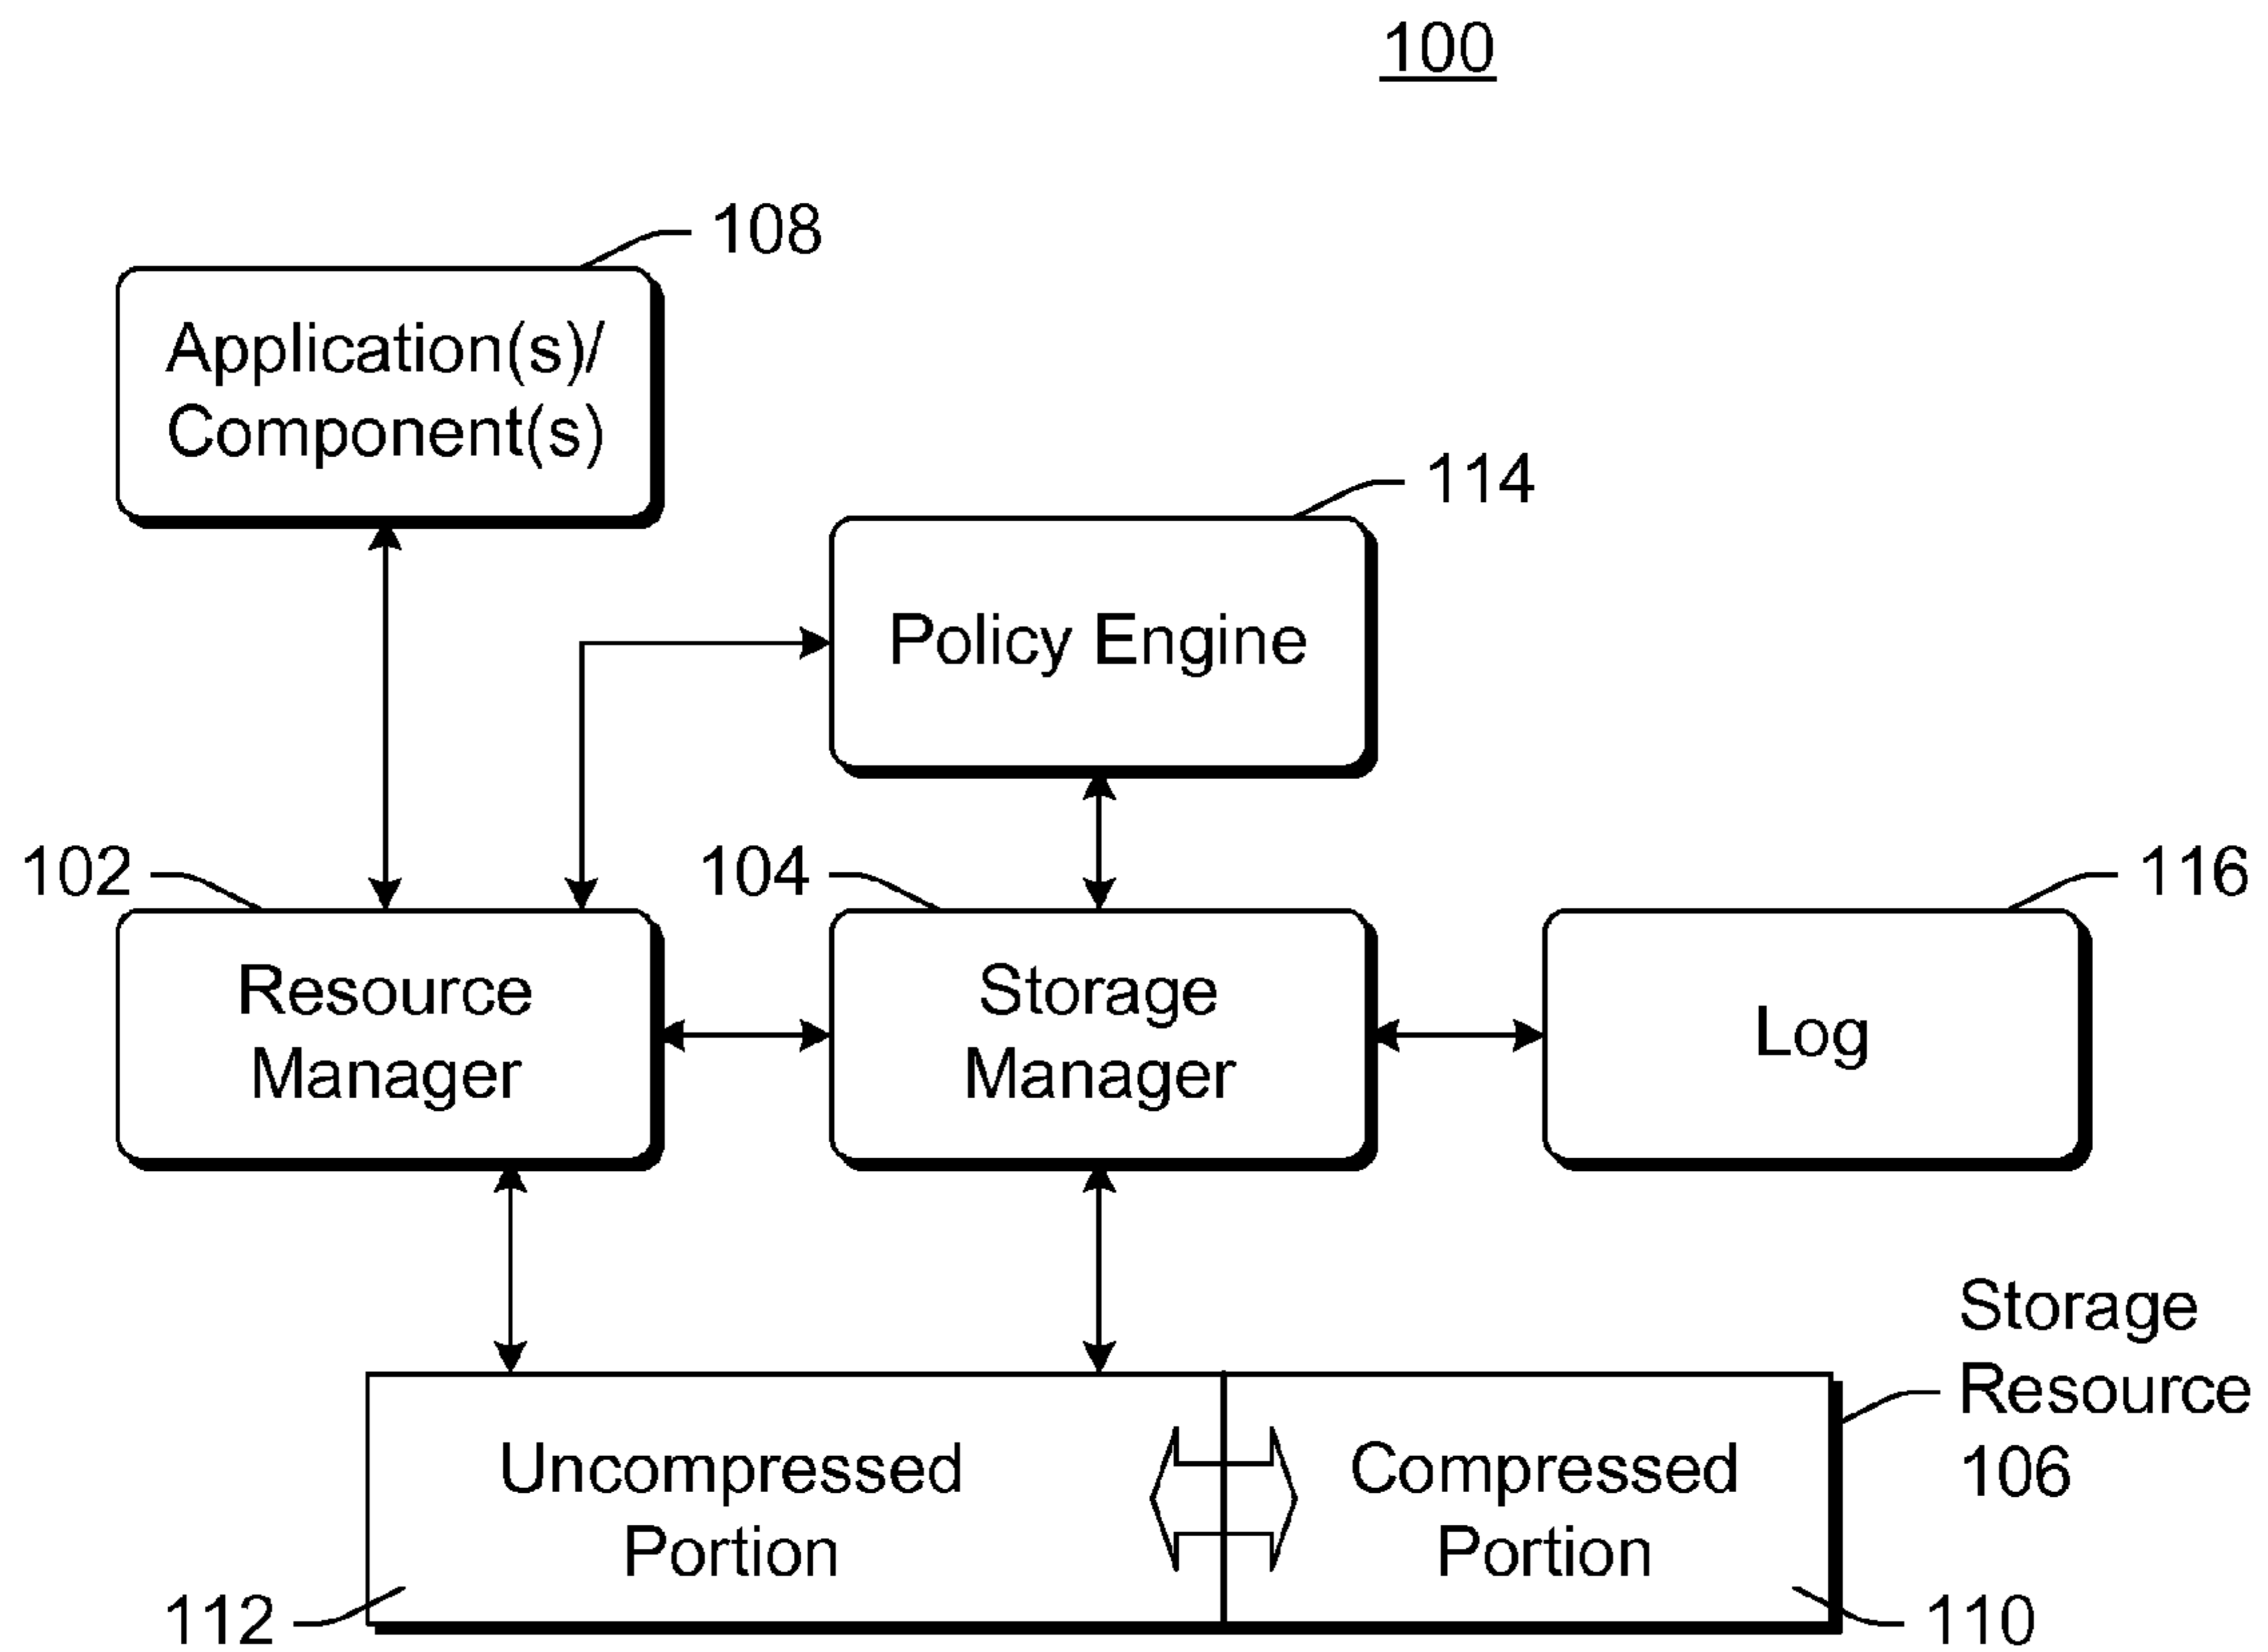 100
108
Application(s)/
Component(s)
114
Policy Engine
102
104
116
Resource
Manager
Storage
Manager
Log
Storage
Resource
106
Uncompressed
Portion
Compressed
Portion
112
110